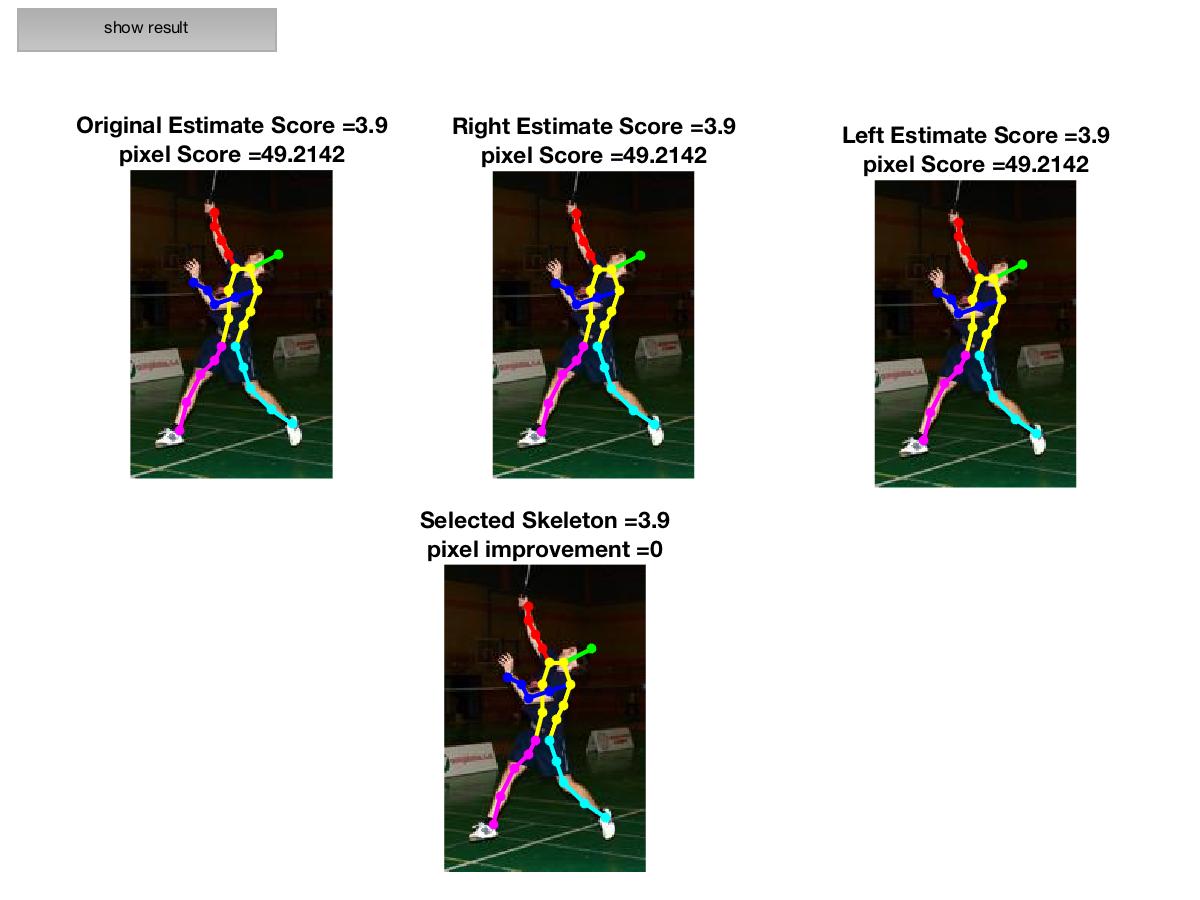 show result
Original Estimate Score =3.9
pixel Score =49.2142
Right Estimate Score =3.9
pixel Score =49.2142
Left Estimate Score =3.9
pixel Score =49.2142
Selected Skeleton =3.9
pixel improvement =0